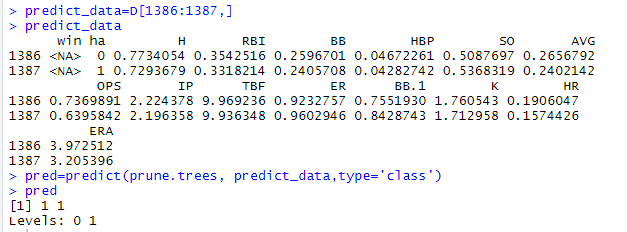 > predict_data=D[1386:1387,]
> predict_data
win ha H RBI BB HBP SO AVG
1386 <NA> 0 0.7734054 0.3542516 0.2596701 0.04672261 0.5087697 0.2656792
1387 <NA> 1 0.7293679 0.3318214 0.2405708 0.04282742 0.5368319 0.2402142
OPS IP TBF ER BB.1 K HR
1386 0.7369891 2.224378 9.969236 0.9232757 0.7551930 1.760543 0.1906047
1387 0.6395842 2.196358 9.936348 0.9602946 0.8428743 1.712958 0.1574426
ERA
1386 3.972512
1387 3.205396
> pred=predict(prune.trees, predict_data,type='class')
> pred
[1] 1 1
Levels: 0 1